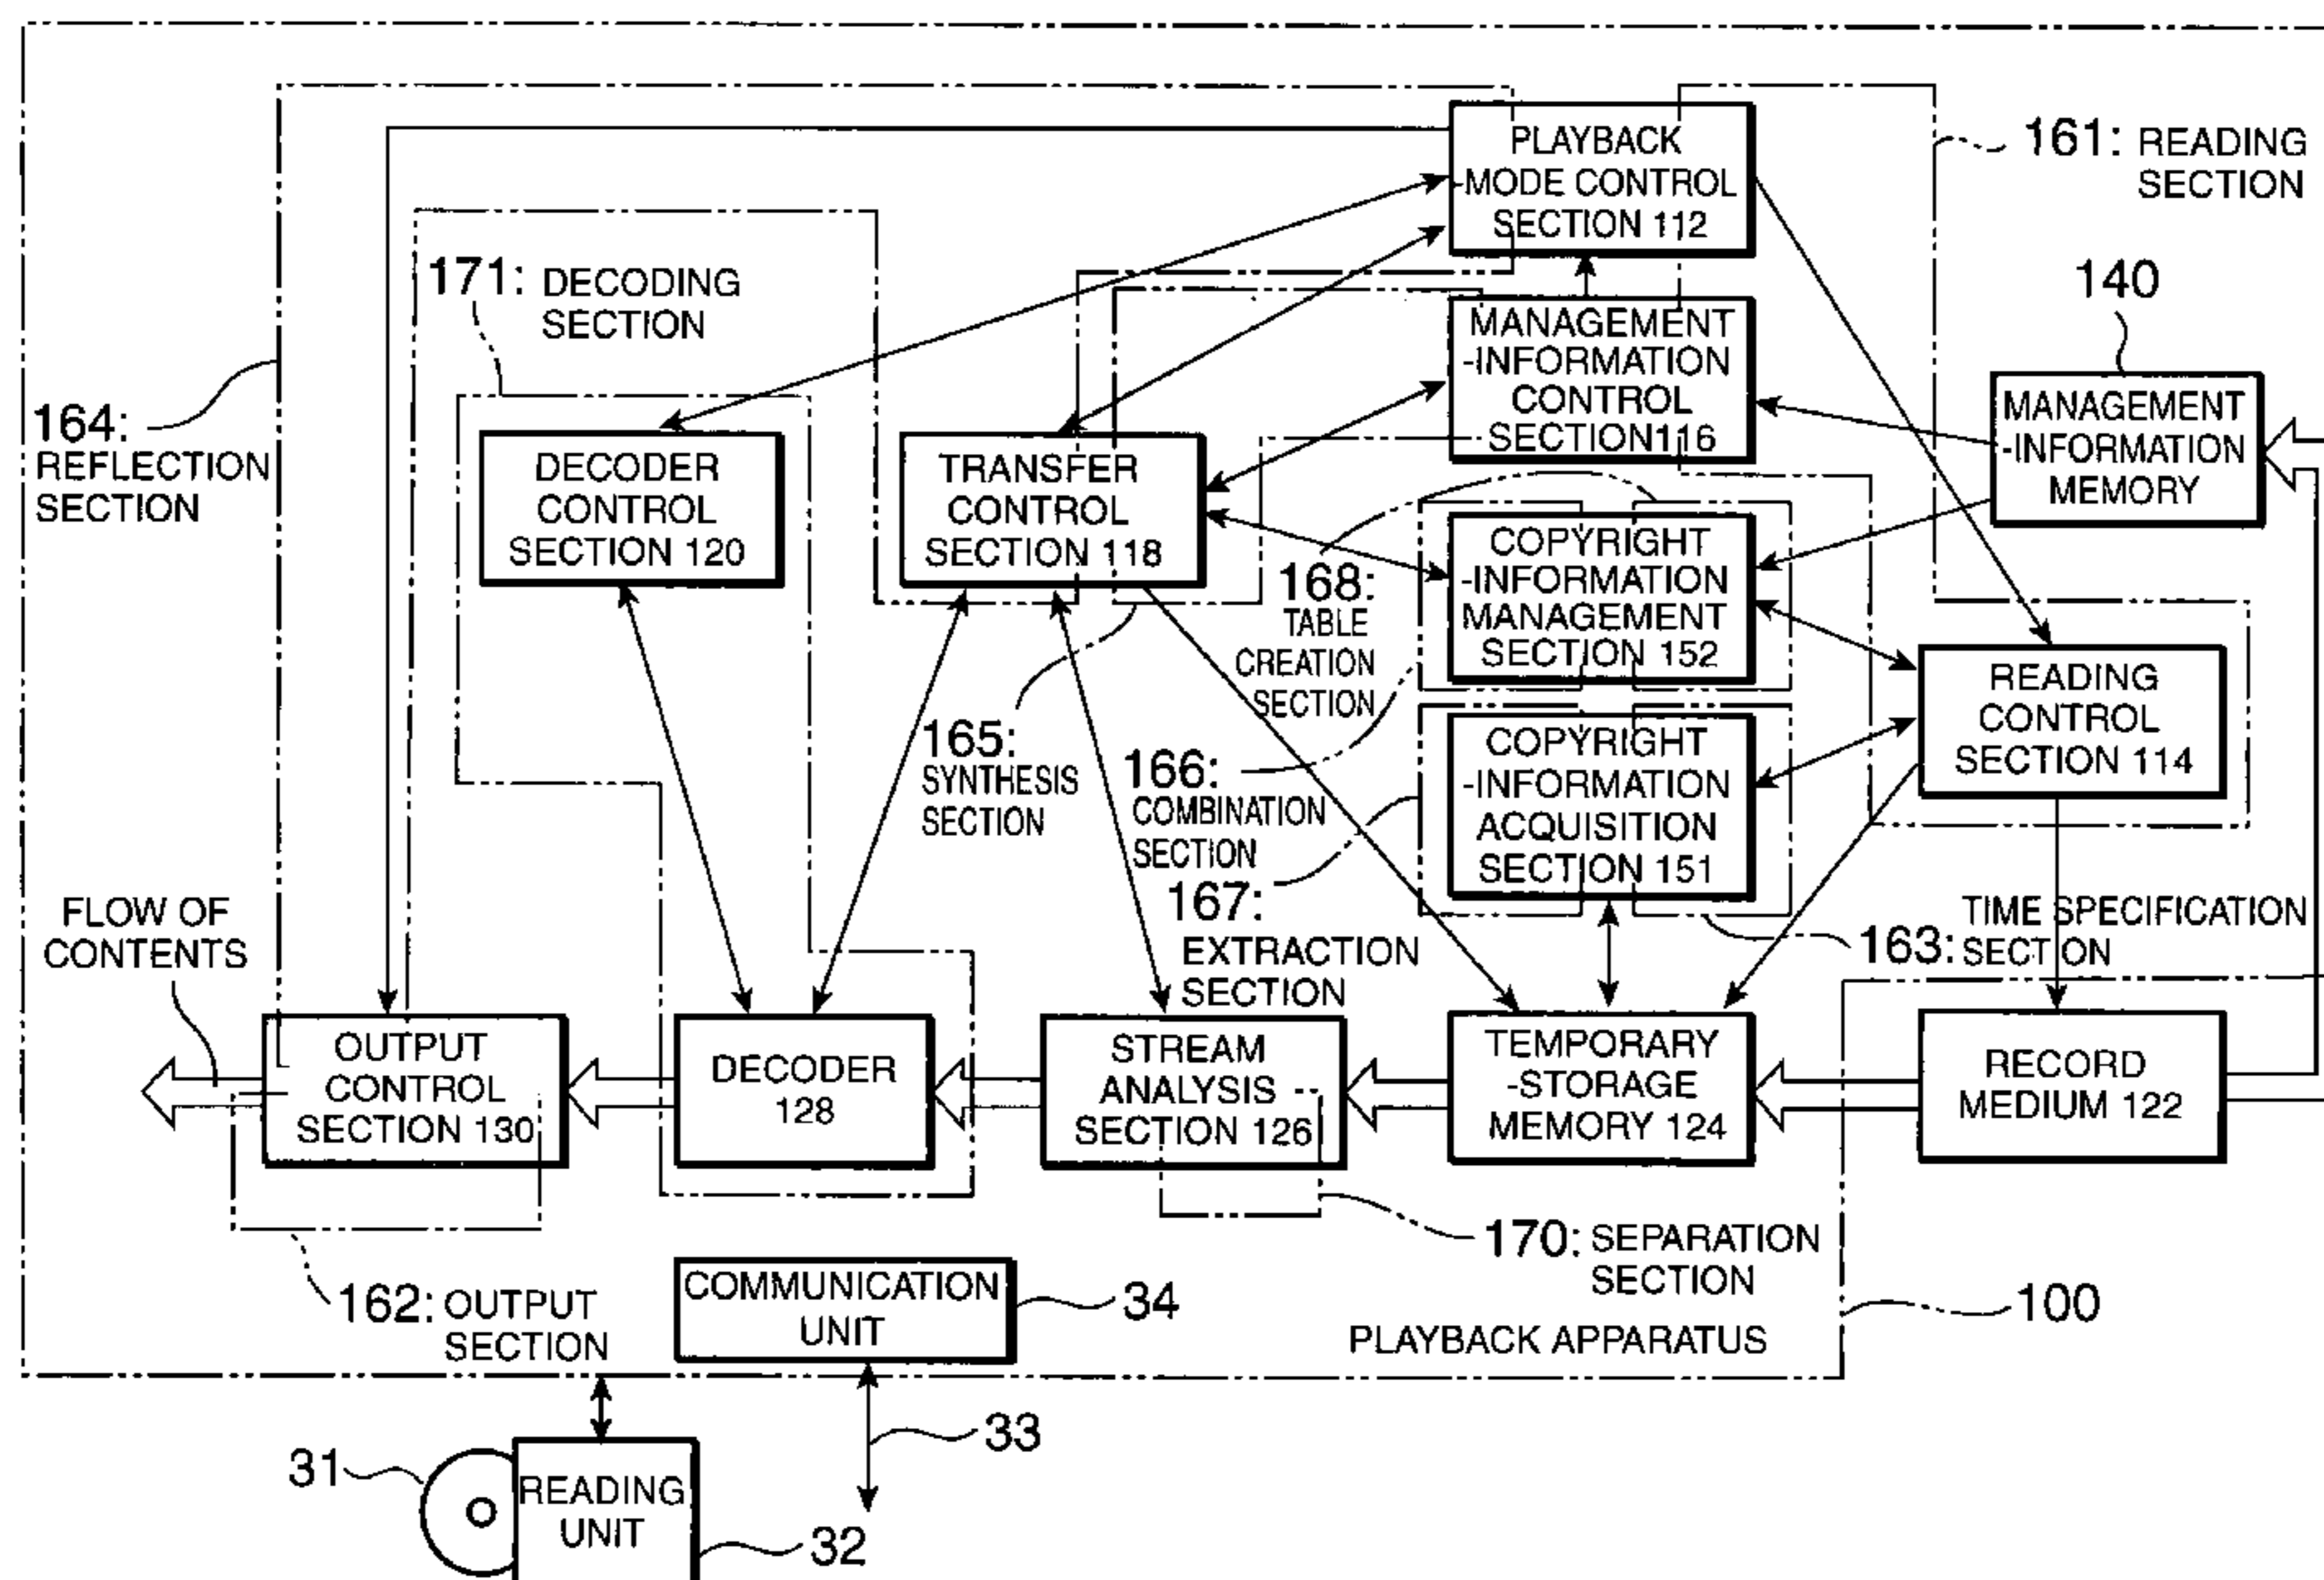 PLAYBACK
-MODE CONTROL
SECTION 112
161: READING
SECTION
171: DECODING
SECTION
140
MANAGEMENT
-INFORMATION
CONTROL
SECTION116
164:
REFLECTION
SECTION
DECODER
CONTROL
SECTION 120
TRANSFER
CONTROL
SECTION 118
MANAGEMENT
-INFORMATION
MEMORY
168:
TABLE
CREATION
SECTION
COPYRIGHT
-INFORMATION
MANAGEMENT
SECTION 152
READING
CONTROL
SECTION 114
165:
SYNTHESIS
SECTION
166:
COMBINATION
SECTION
COPYRIGHT
-INFORMATION
ACQUISITION
SECTION 151
167:
EXTRACTION
SECTION
163: TIME SPECIFICATION
SECTION
FLOW OF
CONTENTS
OUTPUT
CONTROL
SECTION 130
DECODER
128
STREAM
ANALYSIS
SECTION 126
TEMPORARY
-STORAGE
MEMORY 124
RECORD
MEDIUM 122
170: SEPARATION
SECTION
162: OUTPUT
SECTION
COMMUNICATION
UNIT
34
PLAYBACK APPARATUS
100
33
31
READING
UNIT
32